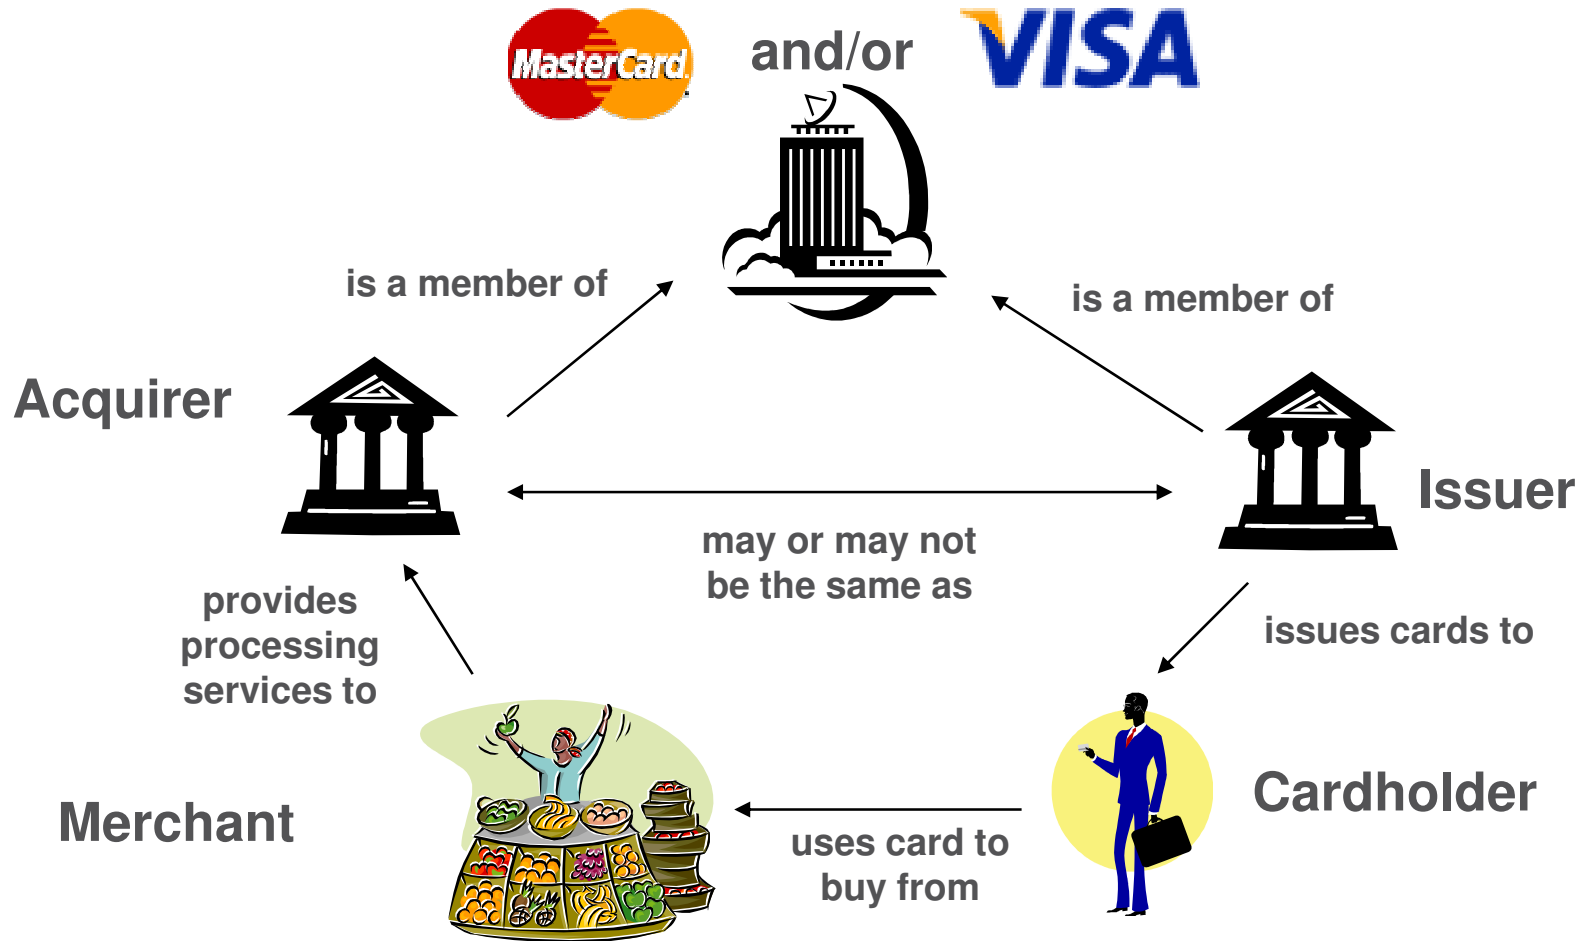 MasterCard
and/or
VISA
is a member of
is a member of
Acquirer
Issuer
may or may not
be the same as
provides
processing
services to
issues cards to
Merchant
Cardholder
uses card to
buy from